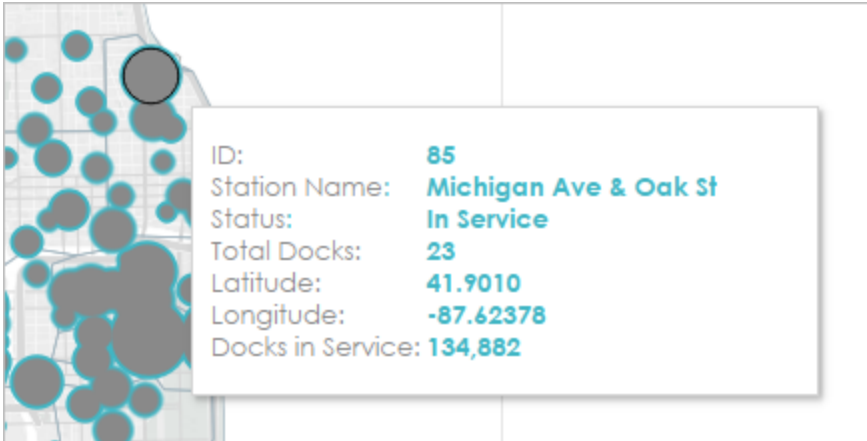 ID: 85
Station Name: Michigan Ave & Oak St
Status: In Service
Total Docks: 23
Latitude: 41.9010
Longitude: -87.62378
Docks in Service: 134,882